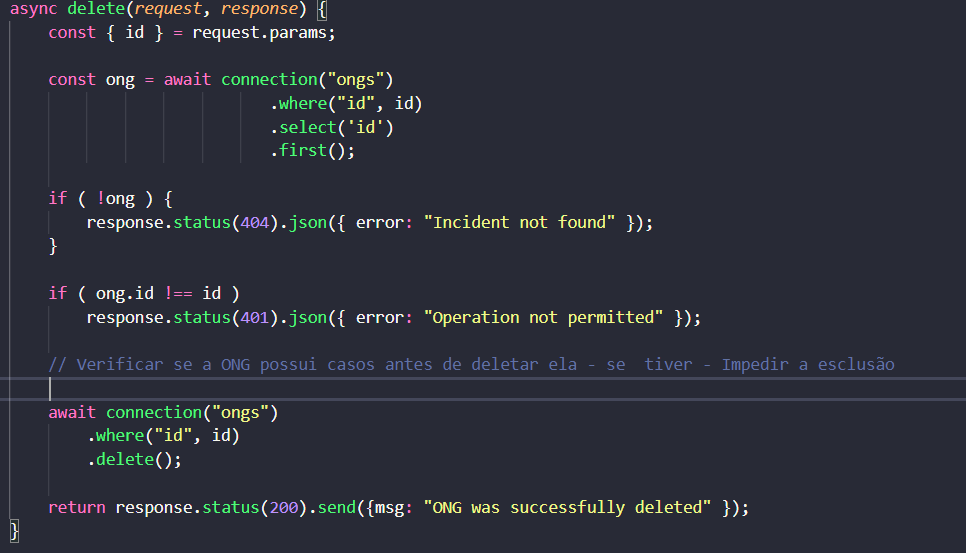 async delete(request, response) {
    const { id } = request.params;

    const ong = await connection("ongs")
                           .where("id", id)
                           .select('id')
                           .first();

    if ( !ong ) {
        response.status(404).json({ error: "Incident not found" });
    }

    if ( ong.id !== id )
        response.status(401).json({ error: "Operation not permitted" });

    // Verificar se a ONG possui casos antes de deletar ela - se  tiver - Impedir a esclusão

    await connection("ongs")
        .where("id", id)
        .delete();

    return response.status(200).send({msg: "ONG was successfully deleted" });
}